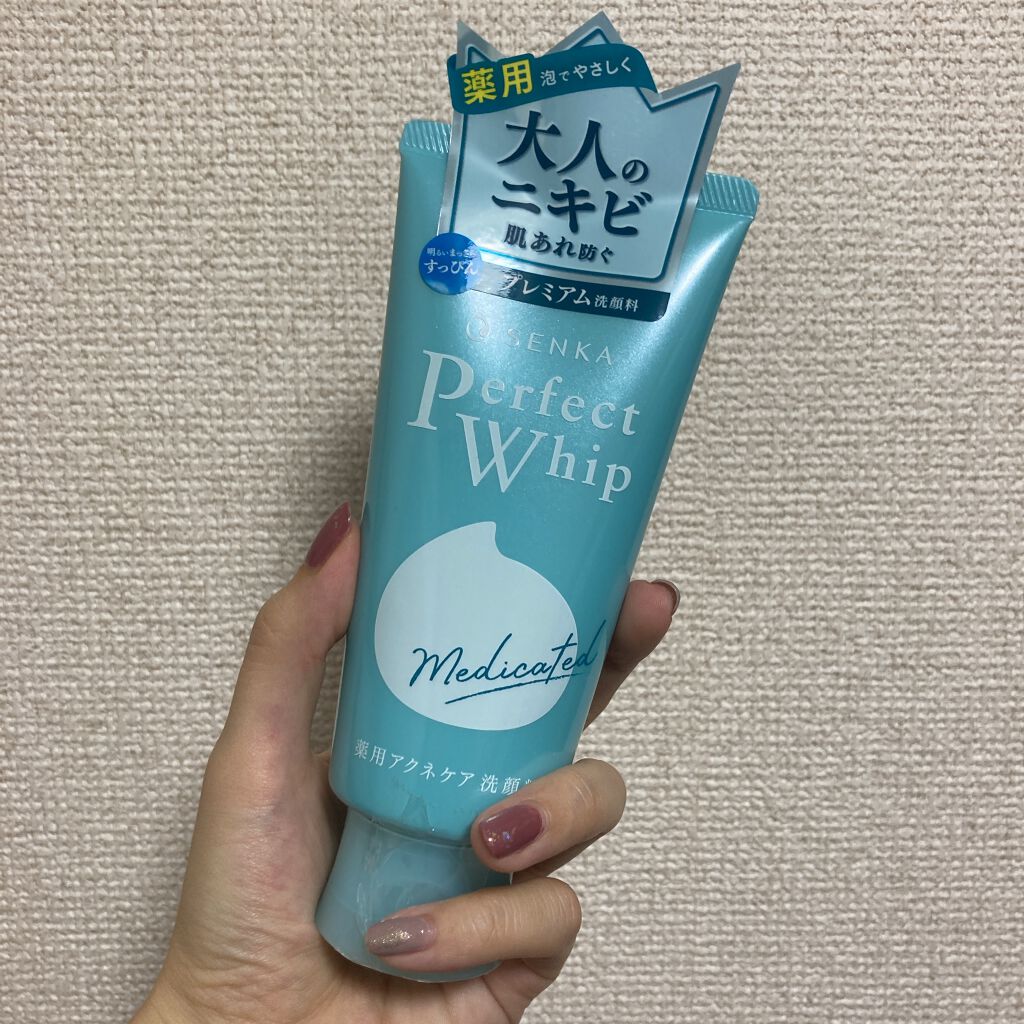 薬用 泡でやさしく
大人の
ニキビ
肌あれ防ぐ
すっぴん
プレミアム洗顔料
SENKA
Perfect
Whip
Medicated
薬用アクネケア 洗顔